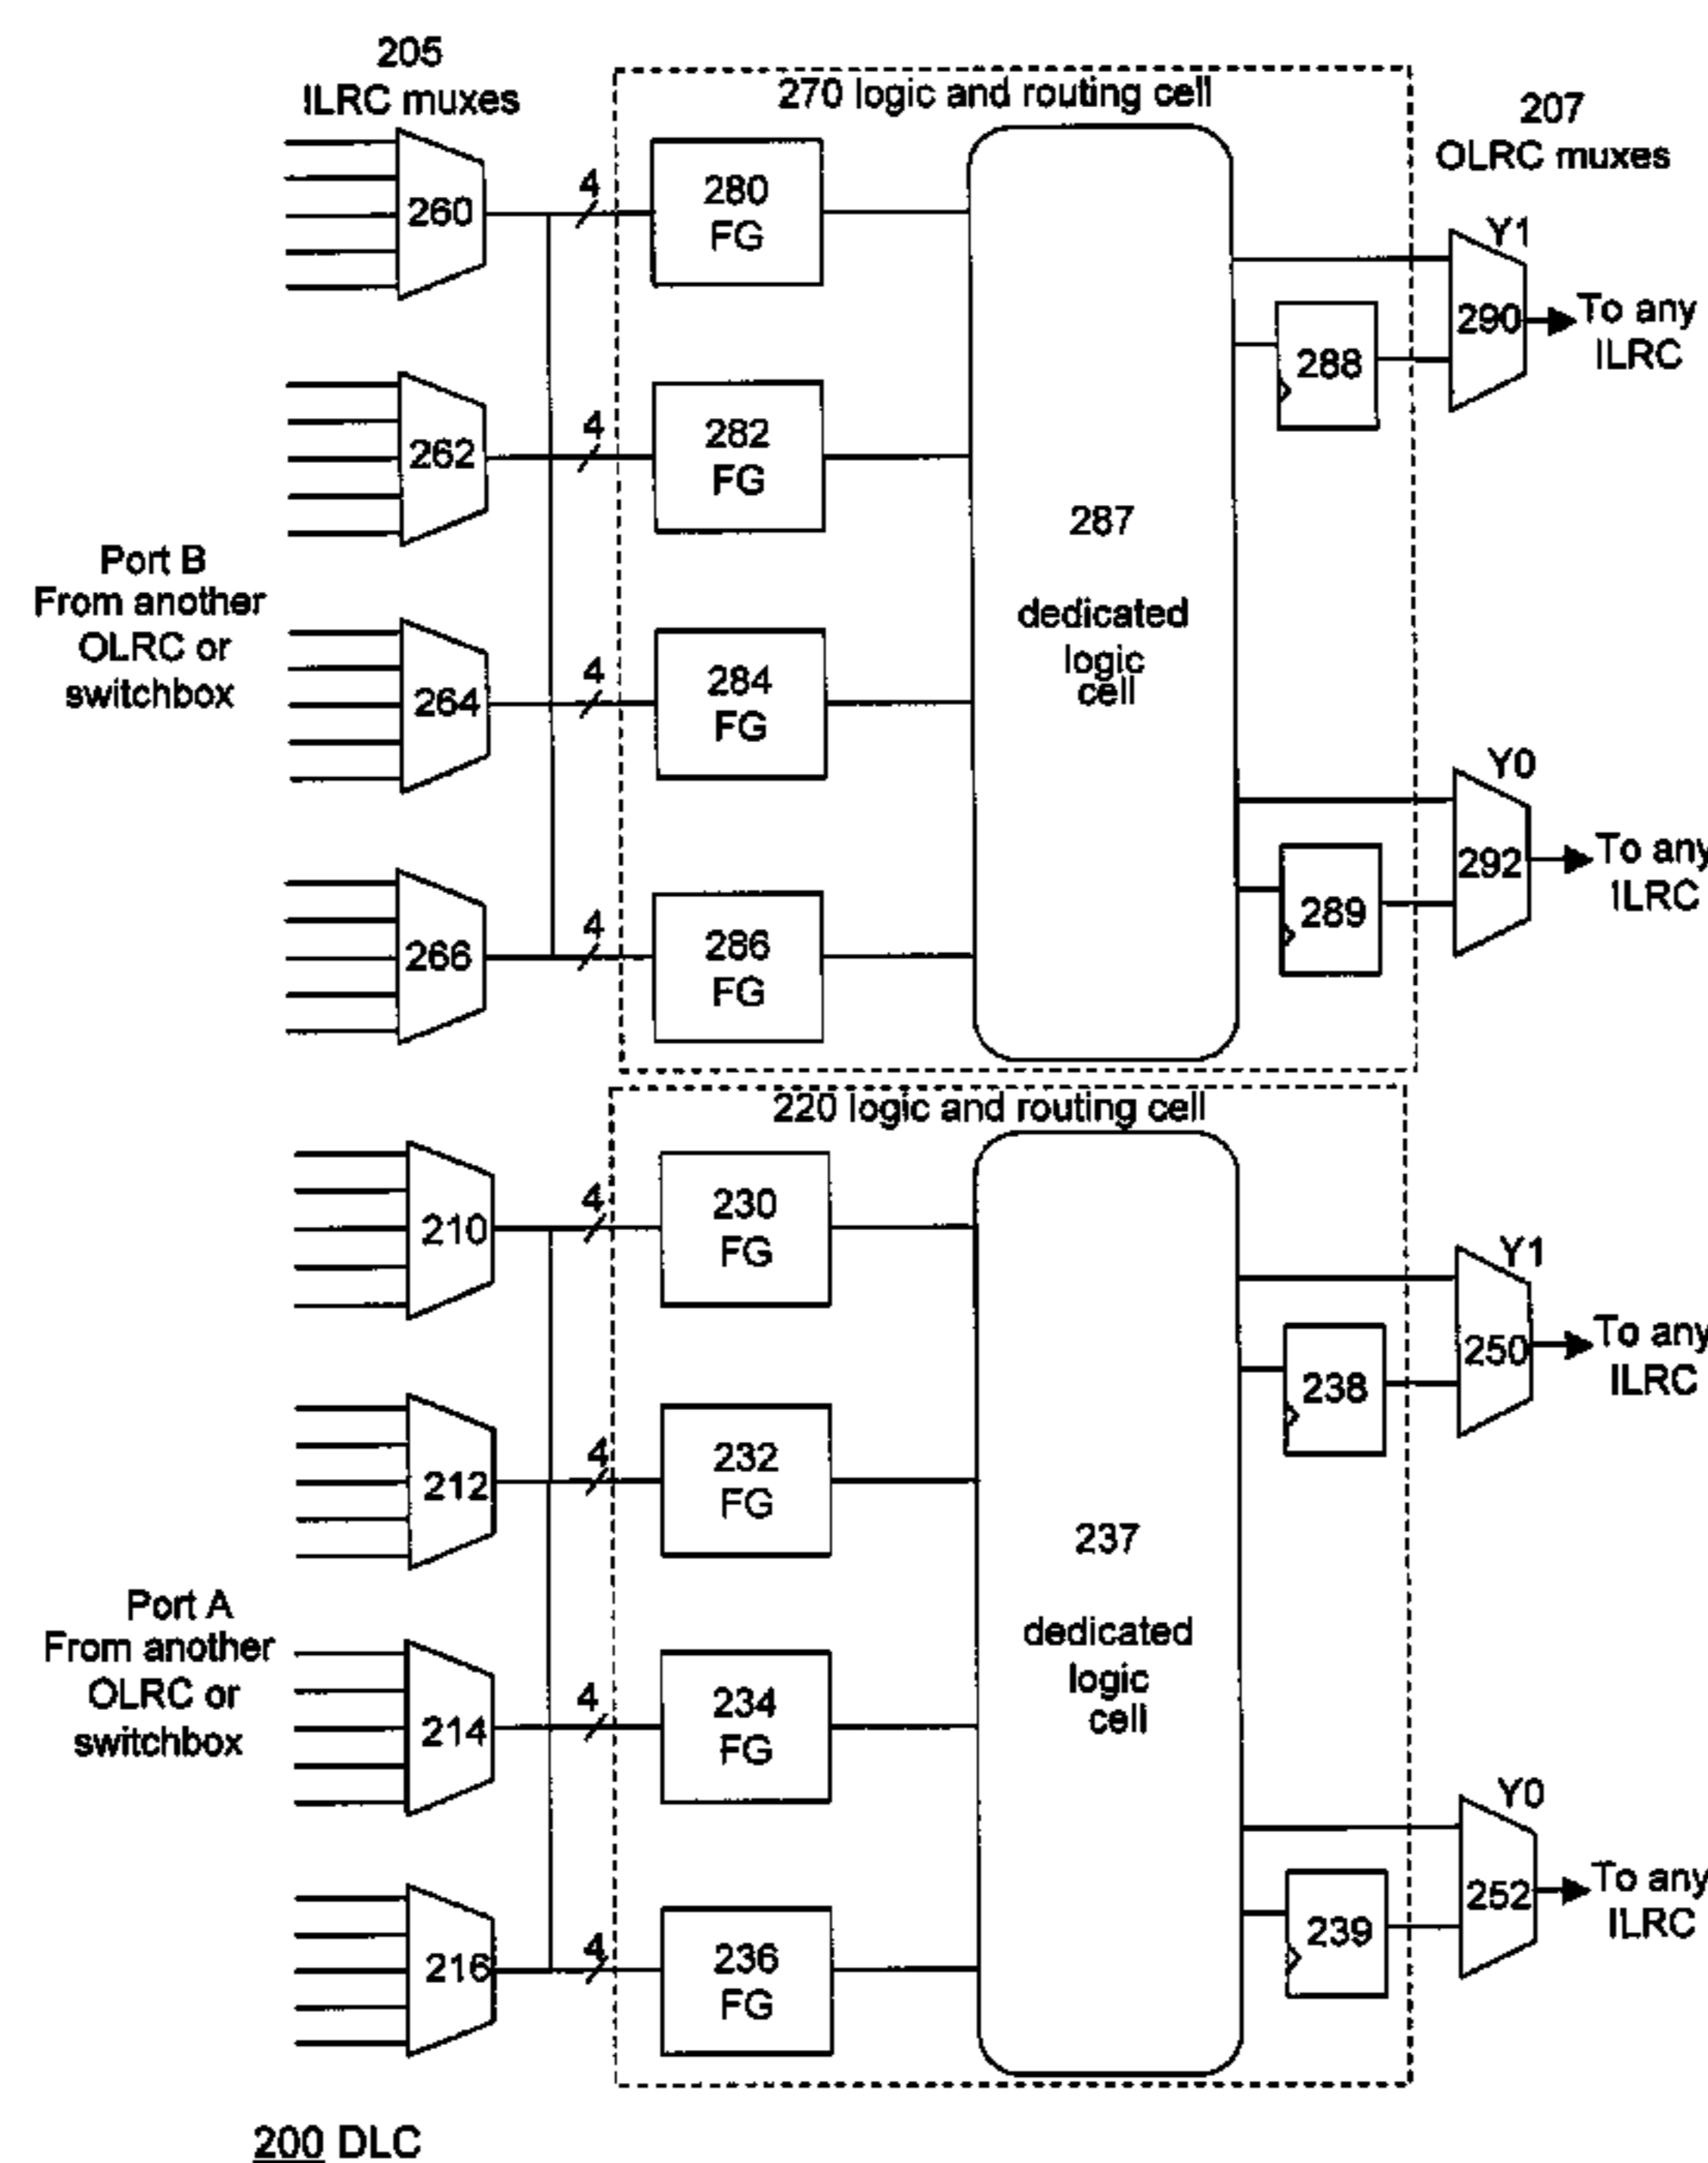 205
ILRC muxes
270 logic and routing cell
207
OLRC muxes
260
4
280
FG
Y1
290
To any
ILRC
288
262
4
282
FG
287
dedicated
logic
cell
Port B
From another
OLRC or
switchbox
264
4
284
FG
Y0
292
To any
ILRC
289
266
4
286
FG
220 logic and routing cell
210
4
230
FG
Y1
250
To any
ILRC
238
212
4
232
FG
237
dedicated
logic
cell
Port A
From another
OLRC or
switchbox
214
4
234
FG
Y0
252
To any
ILRC
239
216
4
236
FG
200 DLC